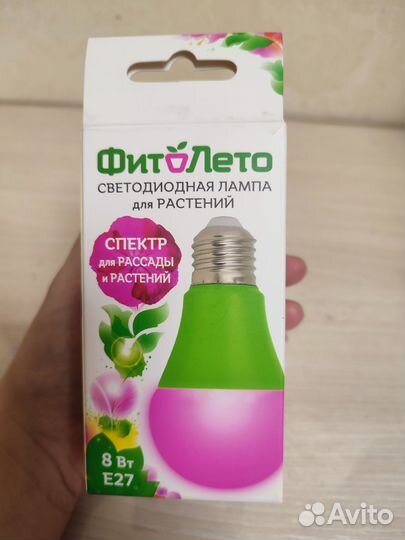 ФитоЛето
СВЕТОДИОДНАЯ ЛАМПА
для РАСТЕНИЙ
СПЕКТР
для РАССАДЫ
и РАСТЕНИЙ
8 Вт
E27
Avito